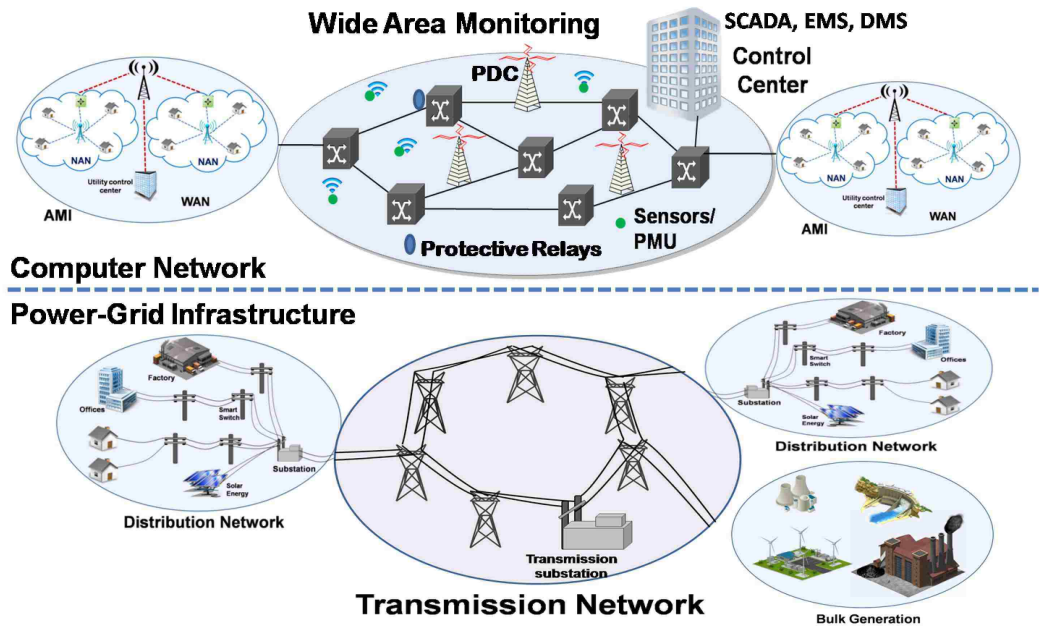 Wide Area Monitoring
SCADA, EMS, DMS
Control
Center
PDC
NAN
NAN
Utility control
center
AMI
WAN
Sensors/
PMU
Protective Relays
NAN
NAN
Utility control
center
AMI
WAN
Computer Network
Power-Grid Infrastructure
Factory
Offices
Smart
Switch
Substation
Solar
Energy
Distribution Network
Transmission
substation
Transmission Network
Factory
Offices
Smart
Switch
Substation
Solar
Energy
Distribution Network
Bulk Generation